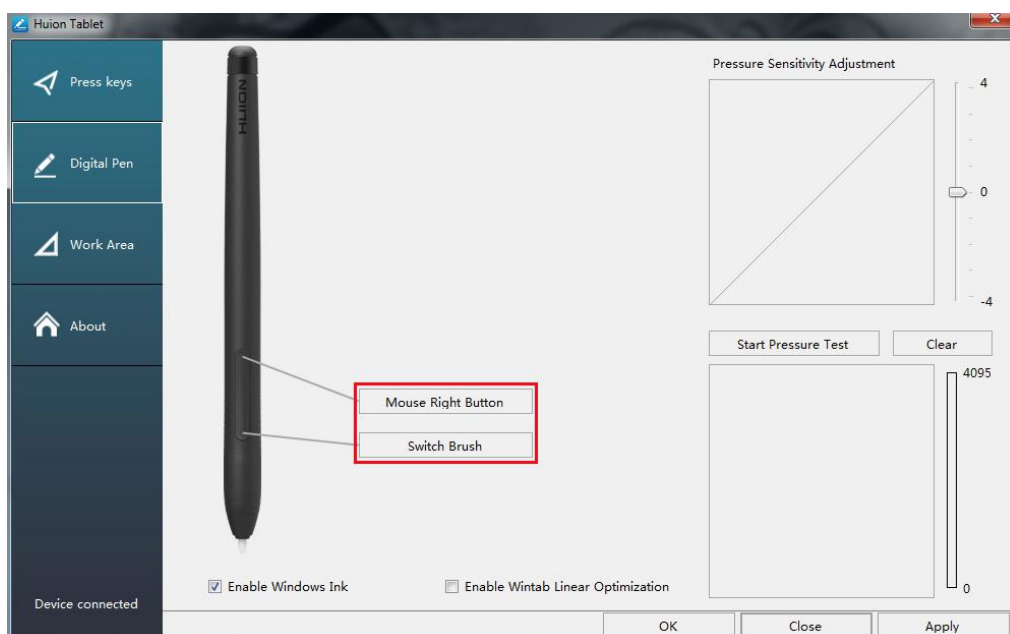 Huion Tablet
Press keys
Digital Pen
Work Area
About
Device connected
HUION
Mouse Right Button
Switch Brush
Enable Windows Ink
Enable Wintab Linear Optimization
Pressure Sensitivity Adjustment
4
0
-4
Start Pressure Test
Clear
4095
0
OK
Close
Apply